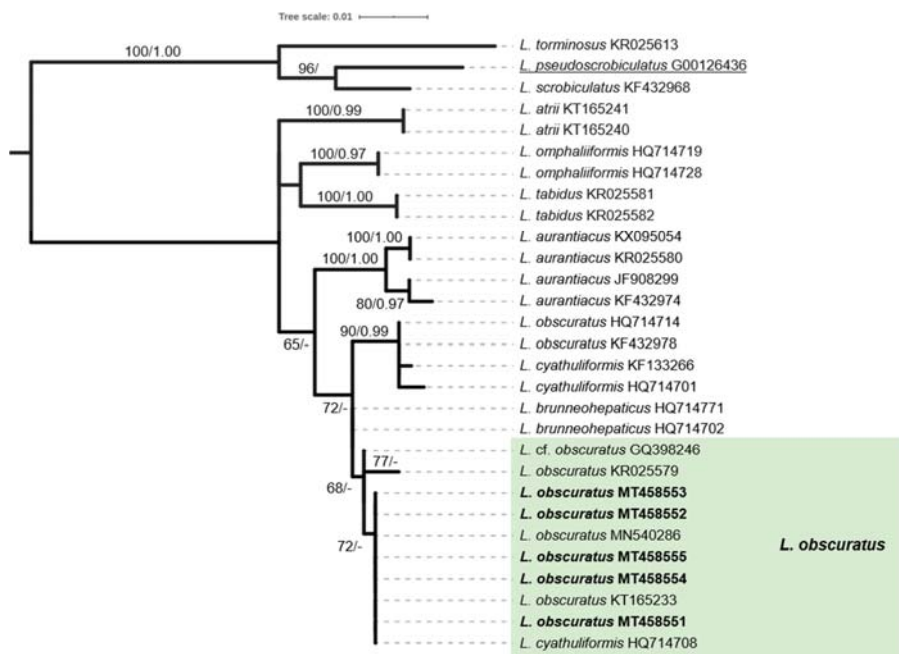 Tree scale: 0.01
100/1.00
L. torminosus KR025613
96/
L. pseudoscrobiculatus G00126436
L. scrobiculatus KF432968
100/0.99
L. atrii KT165241
L. atrii KT165240
100/0.97
L. omphaliiformis HQ714719
L. omphaliiformis HQ714728
100/1.00
L. tabidus KR025581
L. tabidus KR025582
100/1.00
L. aurantiacus KX095054
100/1.00
L. aurantiacus KR025580
L. aurantiacus JF908299
80/0.97
L. aurantiacus KF432974
L. obscuratus HQ714714
65/-
90/0.99
L. obscuratus KF432978
L. cyathuliformis KF133266
L. cyathuliformis HQ714701
72/-
L. brunneohepaticus HQ714771
L. brunneohepaticus HQ714702
L. cf. obscuratus GQ398246
77/-
L. obscuratus KR025579
68/-
L. obscuratus MT458553
L. obscuratus MT458552
L. obscuratus MN540286
72/-
L. obscuratus MT458555
L. obscuratus
L. obscuratus MT458554
L. obscuratus KT165233
L. obscuratus MT458551
L. cyathuliformis HQ714708